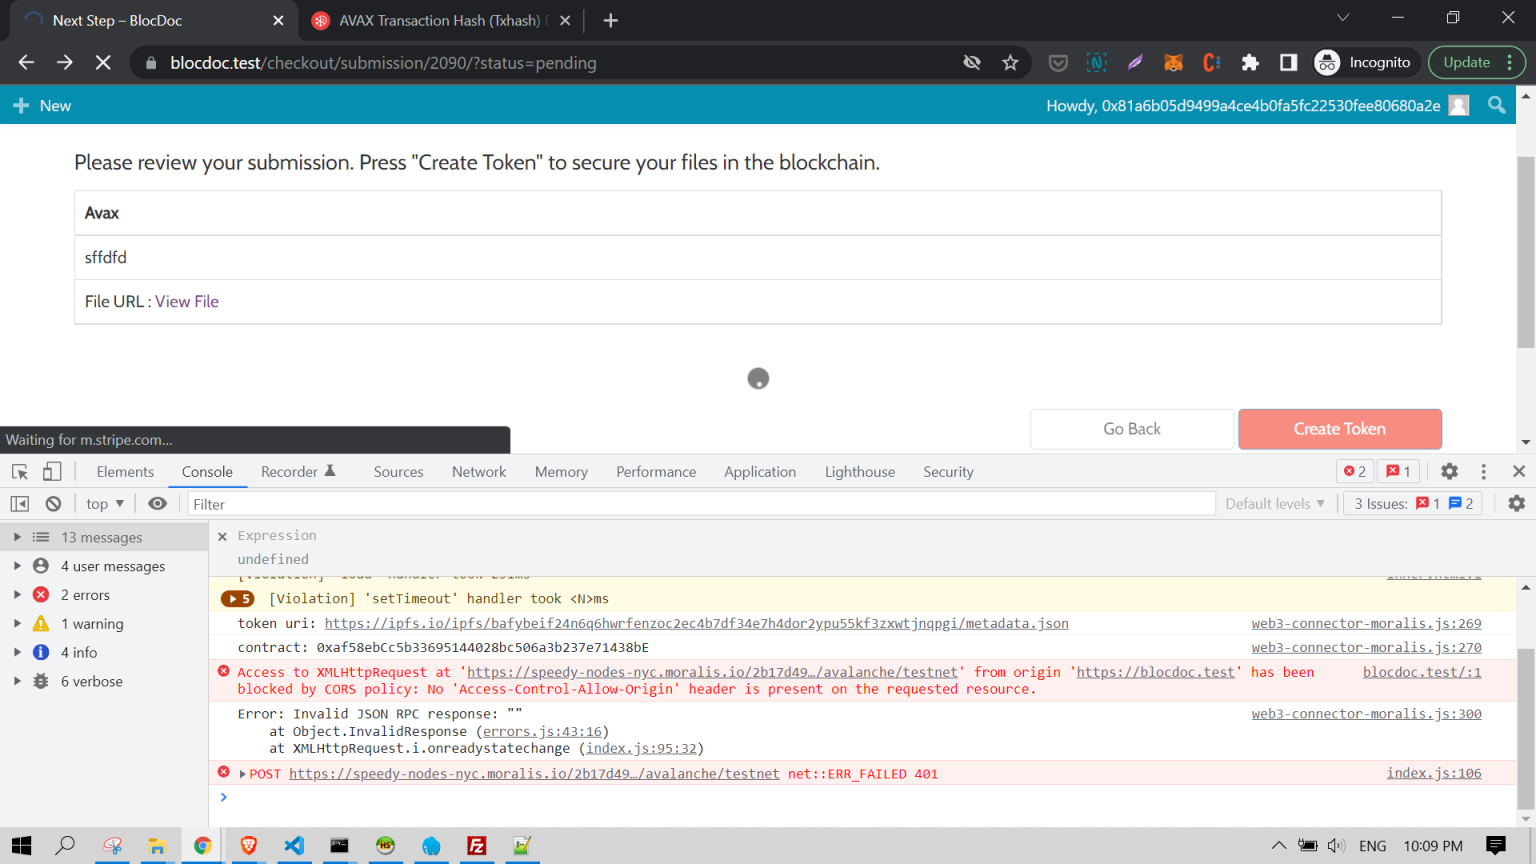 Next Step – BlocDoc
AVAX Transaction Hash (Txhash)
blocdoc.test/checkout/submission/2090/?status=pending
Incognito
Update
New
Howdy, 0x81a6b05d9499a4ce4b0fa5fc22530fee80680a2e
Please review your submission. Press "Create Token" to secure your files in the blockchain.
Avax
sffdfd
File URL : View File
Go Back
Create Token
Waiting for m.stripe.com...
Elements Console Recorder Sources Network Memory Performance Application Lighthouse Security
2 1
top Filter Default levels 3 Issues: 1 2
13 messages
4 user messages
2 errors
1 warning
4 info
6 verbose
Expression
undefined
5 [Violation] 'setTimeout' handler took <N>ms
token uri: https://ipfs.io/ipfs/bafybeif24n6q6hwrfenzoc2ec4b7df34e7h4dor2ypu55kf3zxwtjnqpgi/metadata.json web3-connector-moralis.js:269
contract: 0xaf58ebCc5b33695144028bc506a3b237e71438bE web3-connector-moralis.js:270
Access to XMLHttpRequest at 'https://speedy-nodes-nyc.moralis.io/2b17d49…/avalanche/testnet' from origin 'https://blocdoc.test' has been blocdoc.test/:1
blocked by CORS policy: No 'Access-Control-Allow-Origin' header is present on the requested resource.
Error: Invalid JSON RPC response: "" web3-connector-moralis.js:300
at Object.InvalidResponse (errors.js:43:16)
at XMLHttpRequest.i.onreadystatechange (index.js:95:32)
POST https://speedy-nodes-nyc.moralis.io/2b17d49…/avalanche/testnet net::ERR_FAILED 401 index.js:106
ENG 10:09 PM